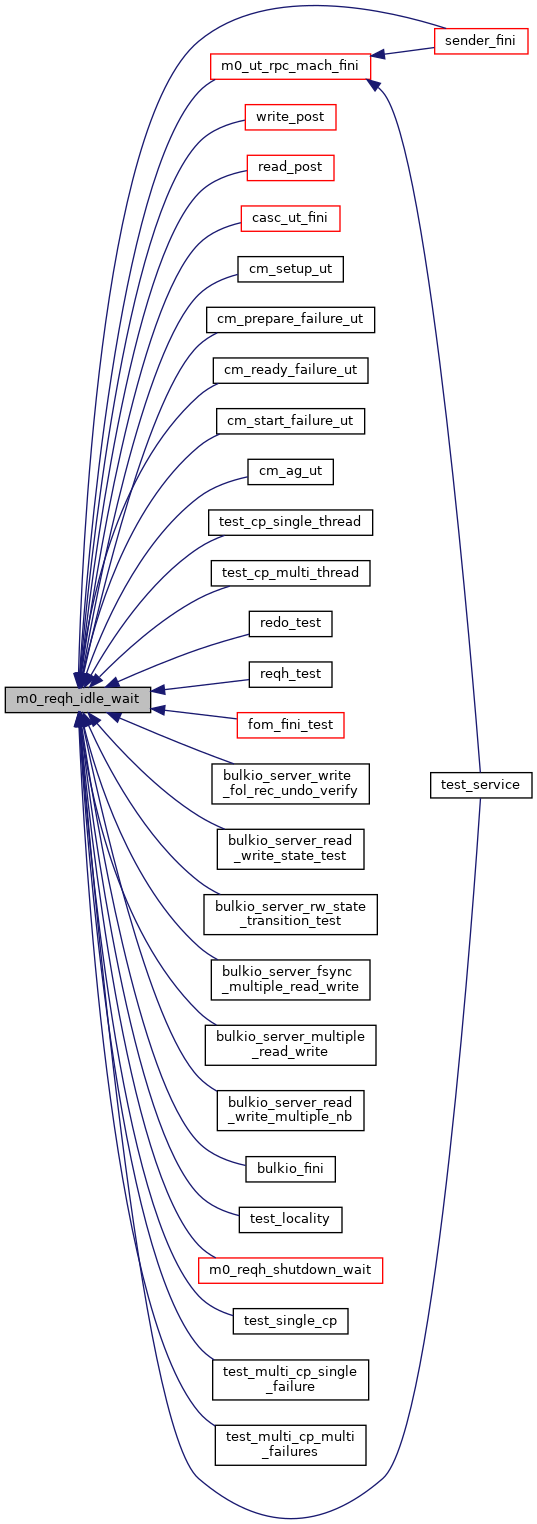 sender_fini
m0_ut_rpc_mach_fini
write_post
read_post
casc_ut_fini
cm_setup_ut
cm_prepare_failure_ut
cm_ready_failure_ut
cm_start_failure_ut
cm_ag_ut
test_cp_single_thread
test_cp_multi_thread
redo_test
reqh_test
m0_reqh_idle_wait
fom_fini_test
bulkio_server_write
_fol_rec_undo_verify
test_service
bulkio_server_read
_write_state_test
bulkio_server_rw_state
_transition_test
bulkio_server_fsync
_multiple_read_write
bulkio_server_multiple
_read_write
bulkio_server_read
_write_multiple_nb
bulkio_fini
test_locality
m0_reqh_shutdown_wait
test_single_cp
test_multi_cp_single
_failure
test_multi_cp_multi
_failures